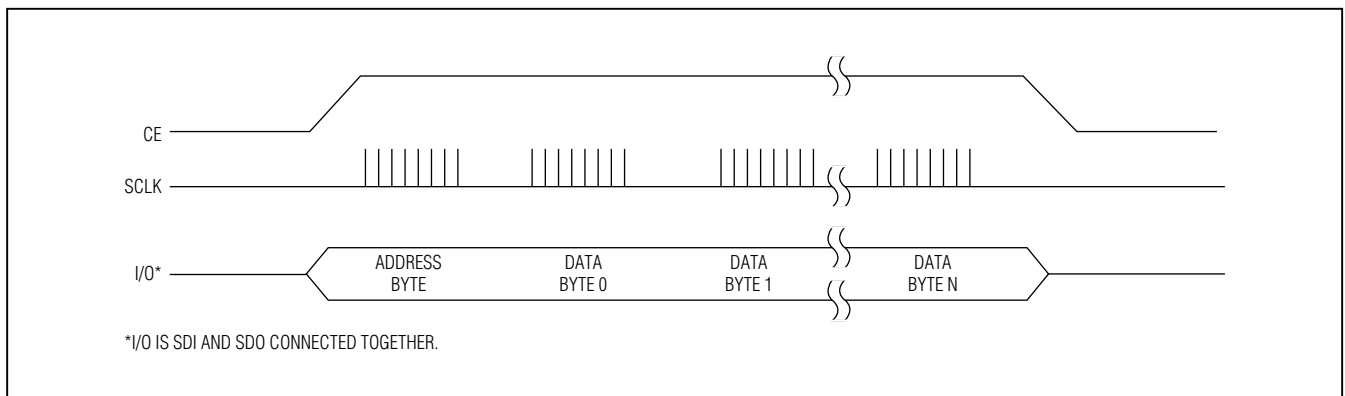 CE
SCLK
I/O*
ADDRESS
BYTE
DATA
BYTE 0
DATA
BYTE 1
DATA
BYTE N
*I/O IS SDI AND SDO CONNECTED TOGETHER.